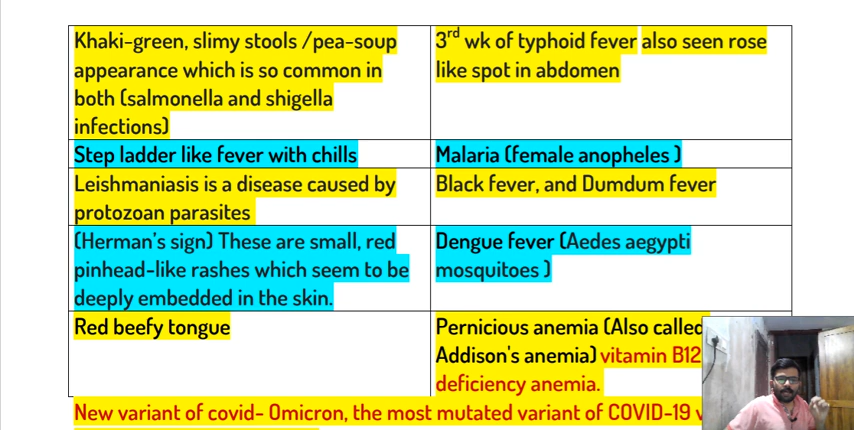 Khaki-green, slimy stools /pea-soup
appearance which is so common in
both (salmonella and shigella
infections)
3rd wk of typhoid fever also seen rose
like spot in abdomen
Step ladder like fever with chills
Malaria (female anopheles )
Leishmaniasis is a disease caused by
protozoan parasites
Black fever, and Dumdum fever
(Herman's sign) These are small, red
pinhead-like rashes which seem to be
deeply embedded in the skin.
Dengue fever (Aedes aegypti
mosquitoes )
Red beefy tongue
Pernicious anemia (Also called
Addison's anemia) vitamin B12
deficiency anemia.
New variant of covid- Omicron, the most mutated variant of COVID-19